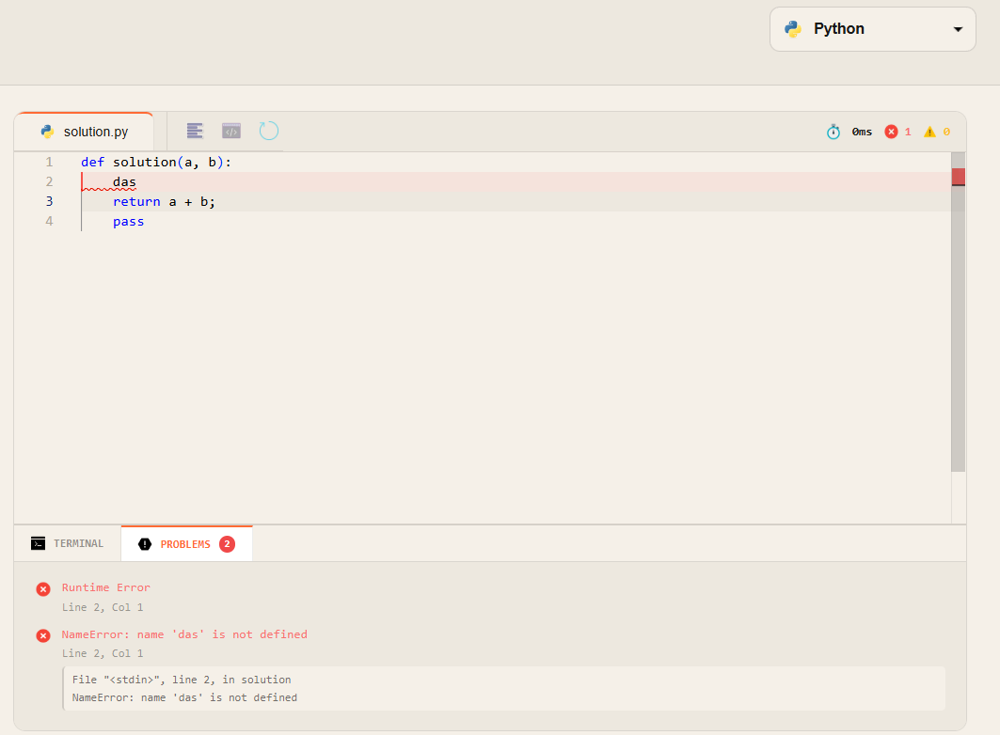 Python
solution.py
0ms 1 0
1 def solution(a, b):
2 das
3 return a + b;
4 pass
TERMINAL PROBLEMS 2
Runtime Error
Line 2, Col 1
NameError: name 'das' is not defined
Line 2, Col 1
File "<stdin>", line 2, in solution
NameError: name 'das' is not defined